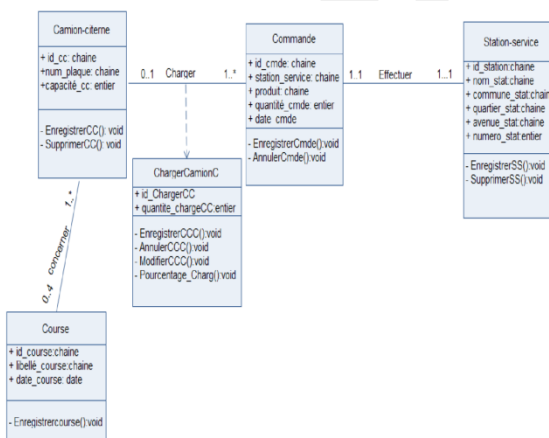 Camion-citerne
+ id_cc: chaine
+num_plaque: chaine
+capacité_cc: entier
- EnregistrerCC(): void
- SupprimerCC(): void
0..1
Charger
1..*
Commande
+ id_cmde: chaine
+ station_service: chaine
+ produit: chaine
+ quantité_cmde: entier
+ date cmde
- EnregistrerCmde():void
- AnnulerCmde():void
1..1
Effectuer
1...1
Station-service
+ id_station:chaine
+ nom_stat:chaine
+ commune_stat:chaine
+ quartier_stat:chaine
+ avenue_stat:chaine
+ numero_stat:entier
- EnregistrerSS():void
- SupprimerSS():void
ChargerCamionC
+ id_ChargerCC
+ quantite_chargeCC:entier
- EnregistrerCCC():void
- AnnulerCCC():void
- ModifierCCC():void
- Pourcentage_Charg():void
1..*
concerner
0..4
Course
+ id_course:chaine
+ libellé_course:chaine
+ date_course: date
- Enregistrercourse():void